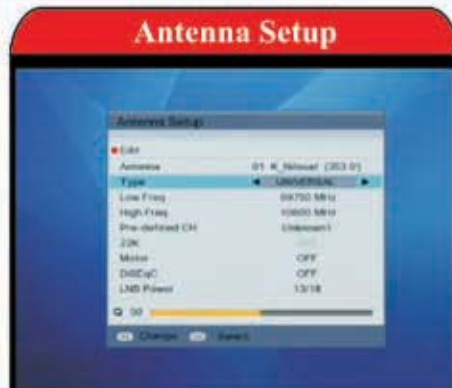 Antenna Setup
Antenna Setup
Edit
Antenna 01 K_Nilesat (353.0)
Type UNIVERSAL
Low Freq 09750 MHz
High Freq 10600 MHz
Pre-defined CH Unknown1
22K
Motor OFF
DiSEqC OFF
LNB Power 13/18
Q 50
Change Select